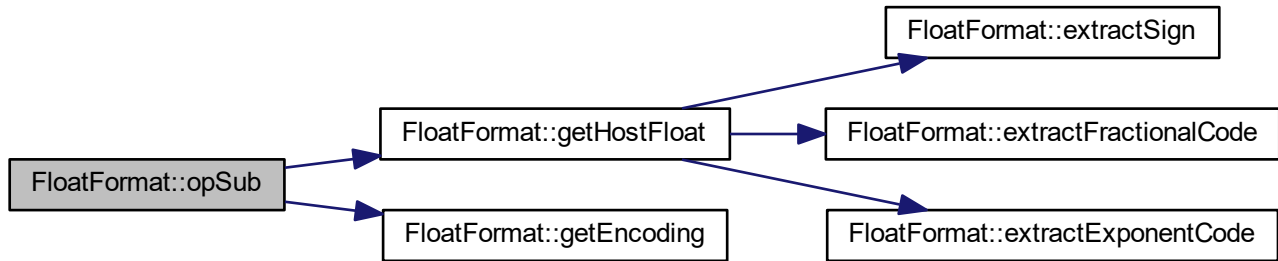 FloatFormat::extractSign
FloatFormat::getHostFloat
FloatFormat::extractFractionalCode
FloatFormat::opSub
FloatFormat::getEncoding
FloatFormat::extractExponentCode